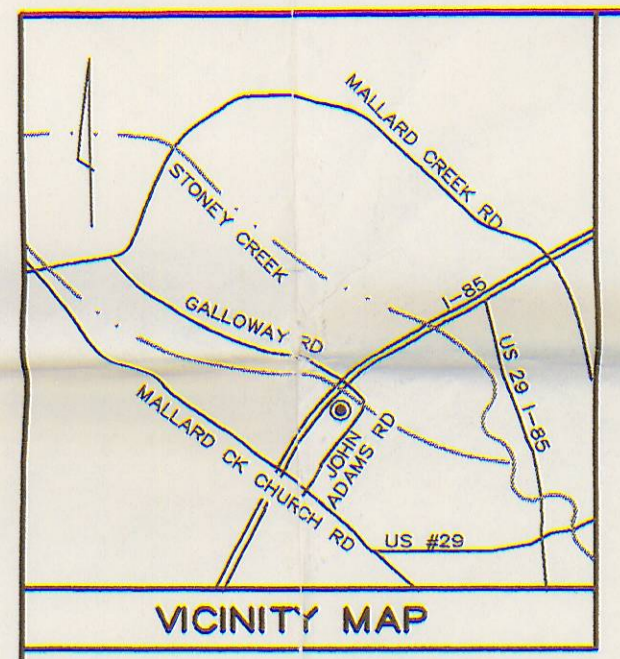 MALLARD CREEK RD
STONEY CREEK
I-85
GALLOWAY RD
US 29 I-85
MALLARD CK CHURCH RD
JOHN
ADAMS RD
US #29
VICINITY MAP